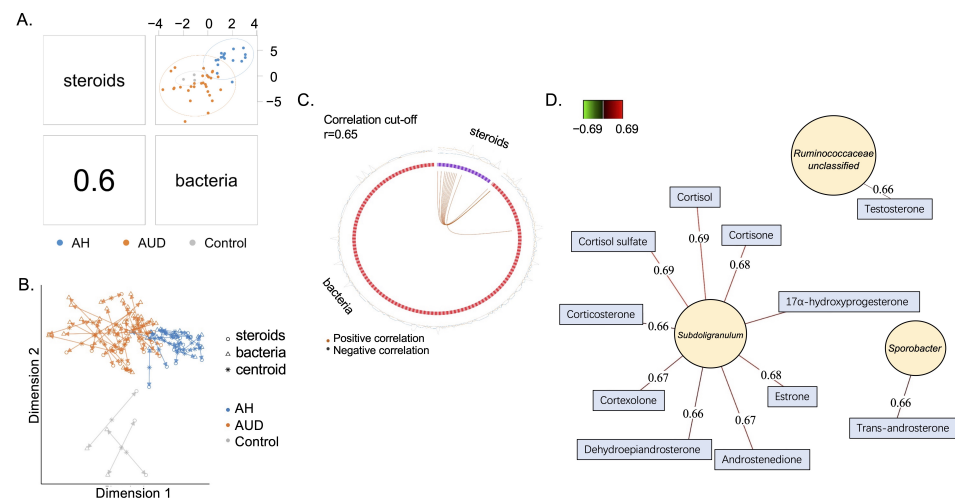 A.
−4 −2 0 2 4
steroids
5
0
−5
0.6
bacteria
AH
AUD
Control
B.
Dimension 2
Dimension 1
steroids
bacteria
centroid
AH
AUD
Control
C.
Correlation cut-off
r=0.65
steroids
bacteria
Positive correlation
Negative correlation
D.
−0.69 0.69
Ruminococcaceae
unclassified
0.66
Testosterone
Cortisol
0.69
Cortisone
0.68
Cortisol sulfate
0.69
17α-hydroxyprogesterone
Corticosterone
0.66
Subdoligranulum
Sporobacter
0.67
Cortexolone
0.68
Estrone
0.66
Dehydroepiandrosterone
0.67
Androstenedione
0.66
Trans-androsterone